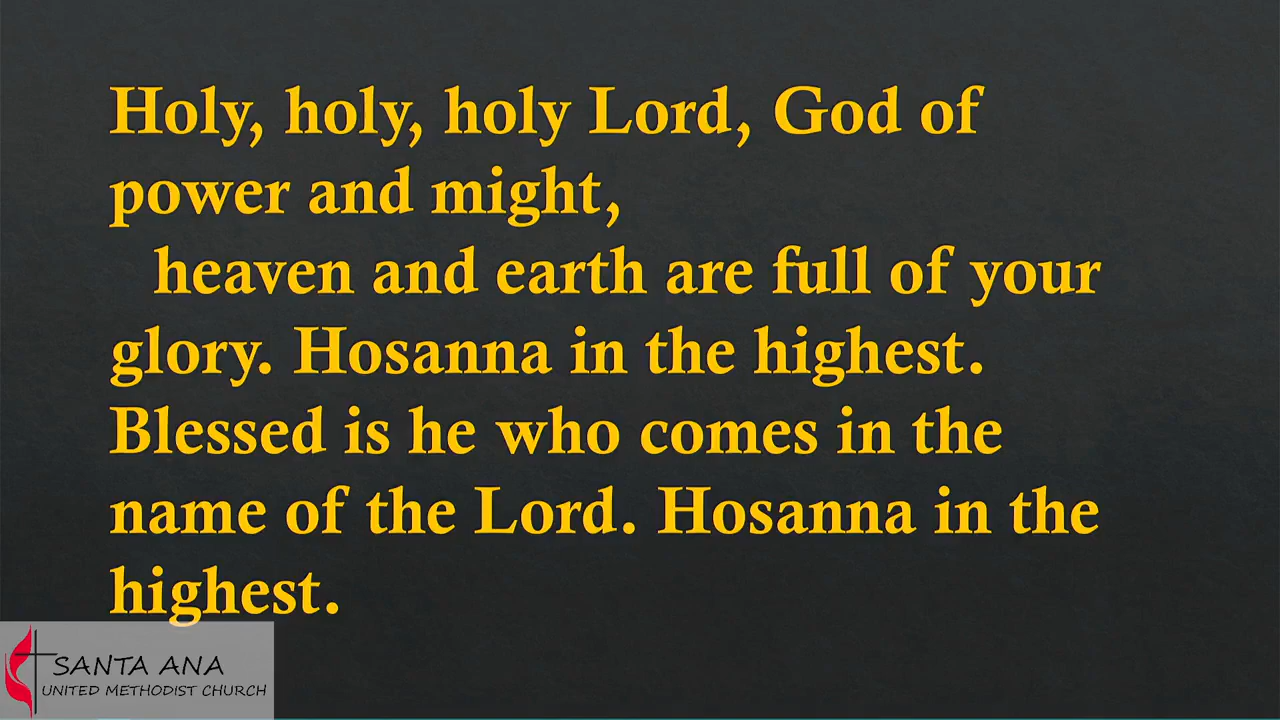 Holy, holy, holy Lord, God of
power and might,
heaven and earth are full of your
glory. Hosanna in the highest.
Blessed is he who comes in the
name of the Lord. Hosanna in the
highest.
SANTA ANA
UNITED METHODIST CHURCH